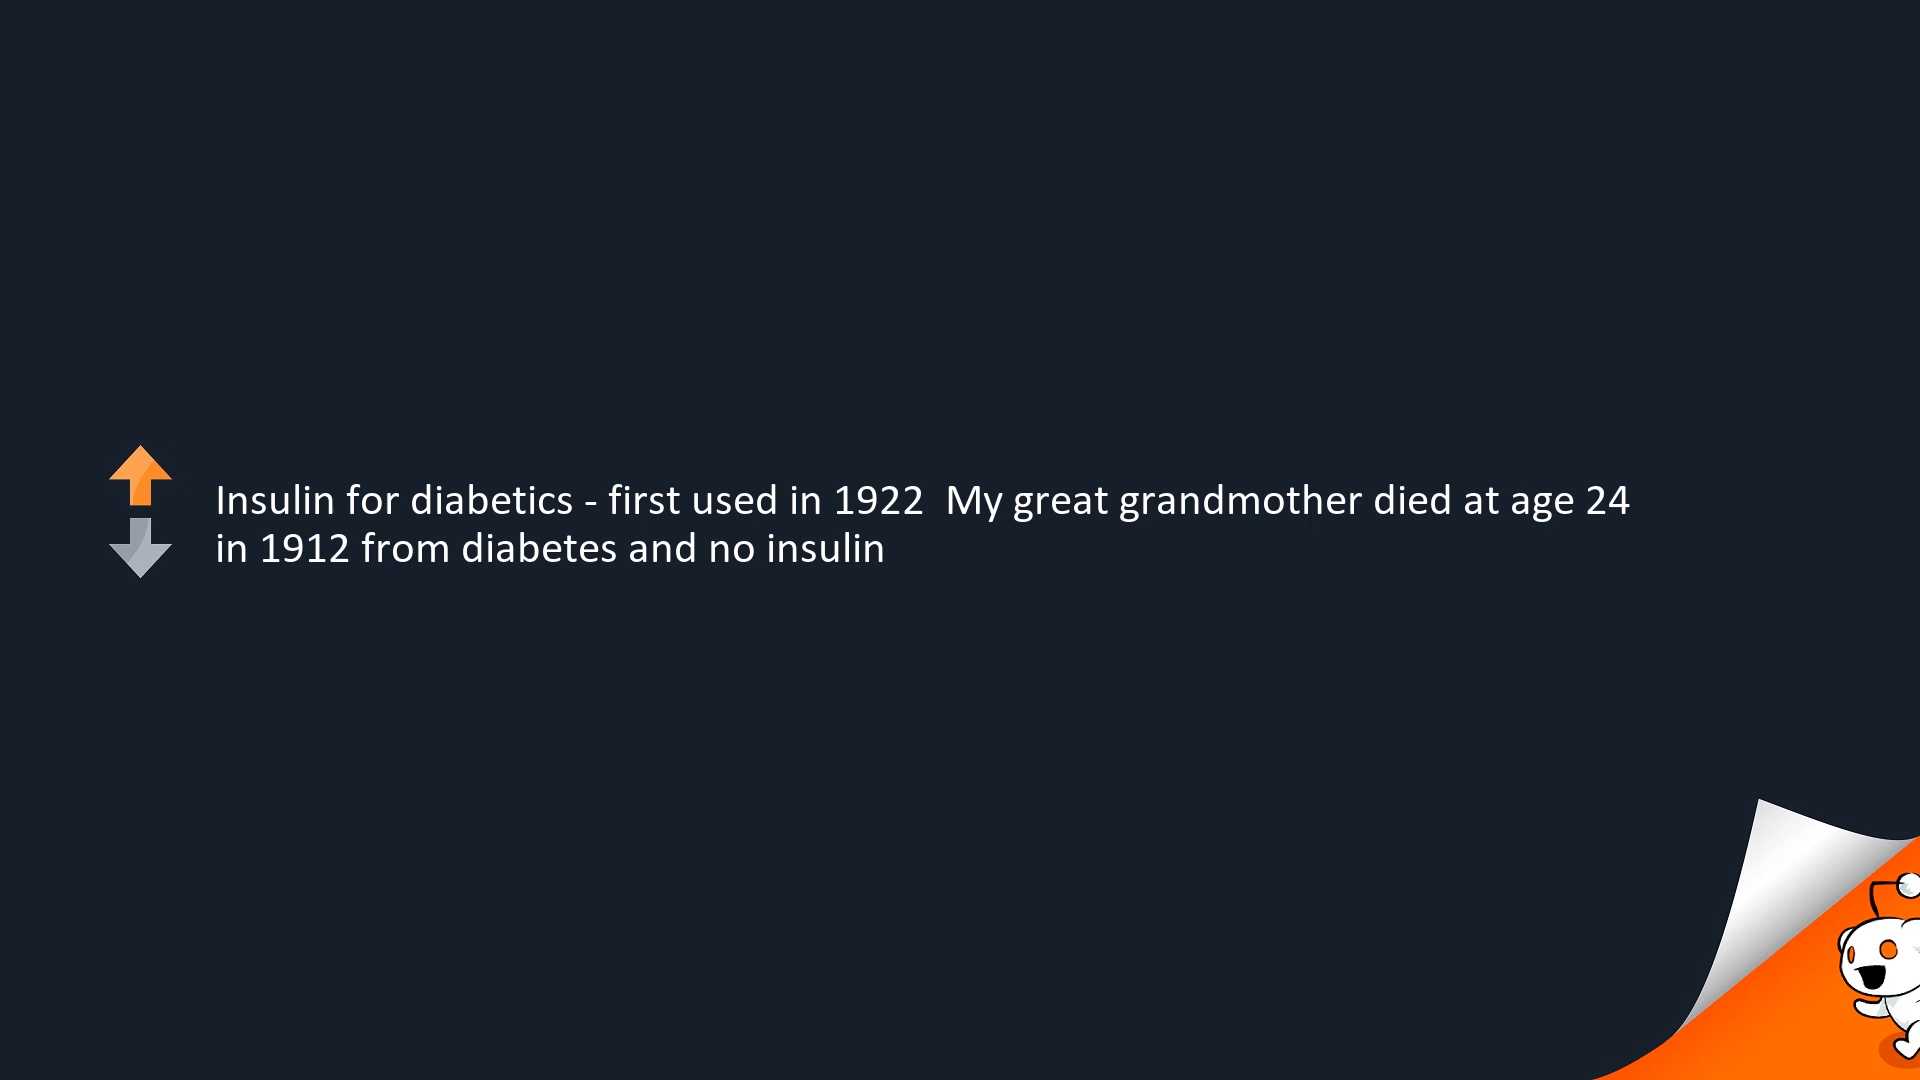 Insulin for diabetics - first used in 1922  My great grandmother died at age 24
in 1912 from diabetes and no insulin